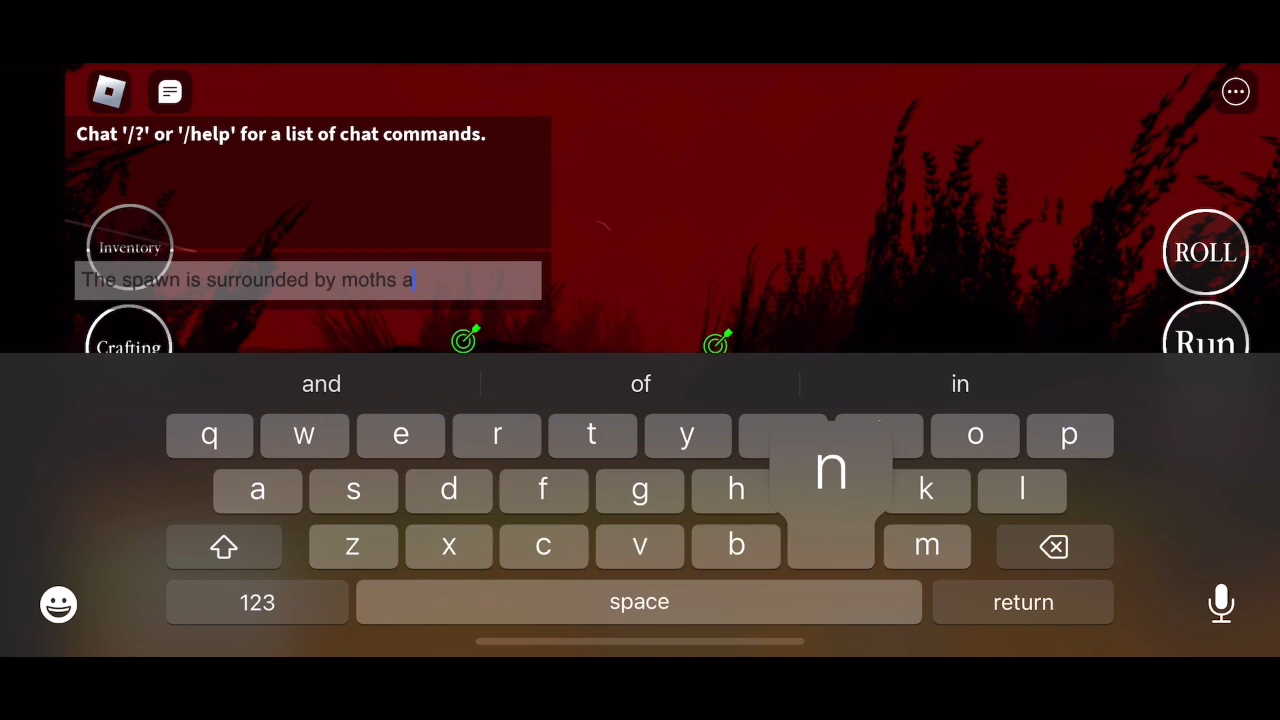 Chat '/?' or '/help' for a list of chat commands.
Inventory
ROLL
The spawn is surrounded by moths a
Crafting
Run
and of in
q w e r t y o p
a s d f g h k l
n
z x c v b m
123 space return